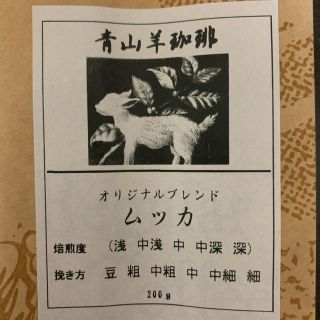 青山羊珈琲
オリジナルブレンド
ムッカ
焙煎度 (浅 中浅 中 中深 深)
挽き方 豆 粗 中粗 中 中細 細
200g